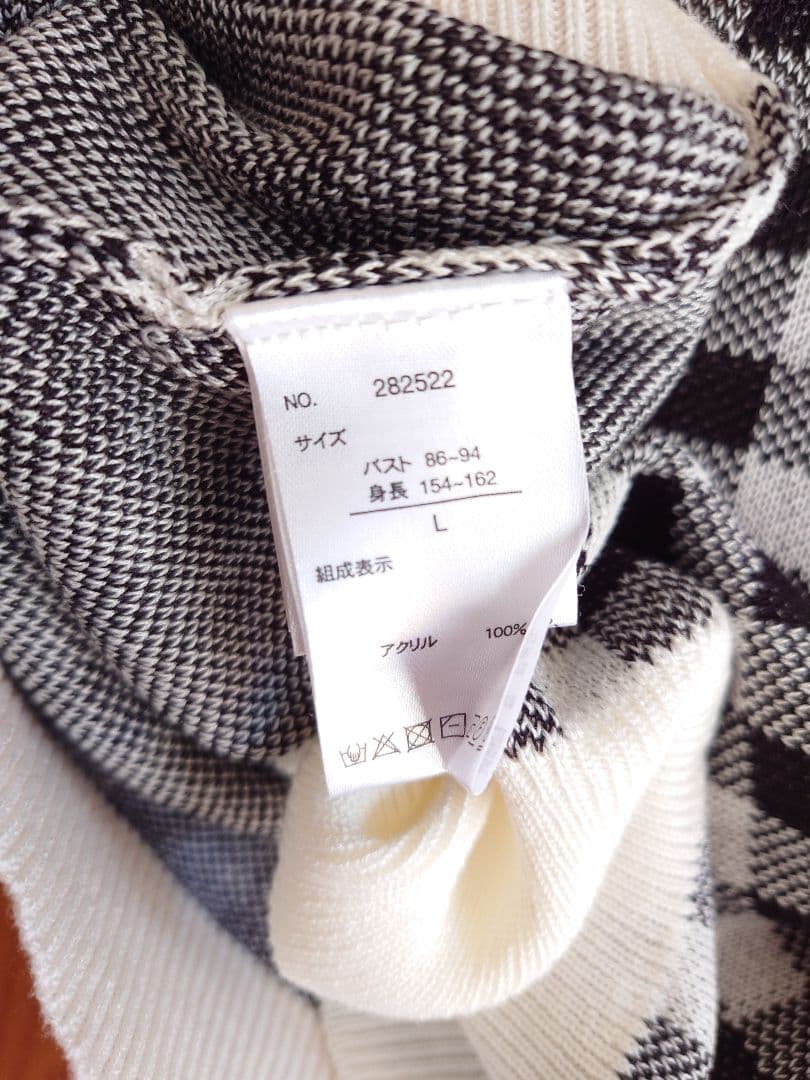 NO. 282522
サイズ
バスト 86~94
身長 154~162
L
組成表示
アクリル 100%